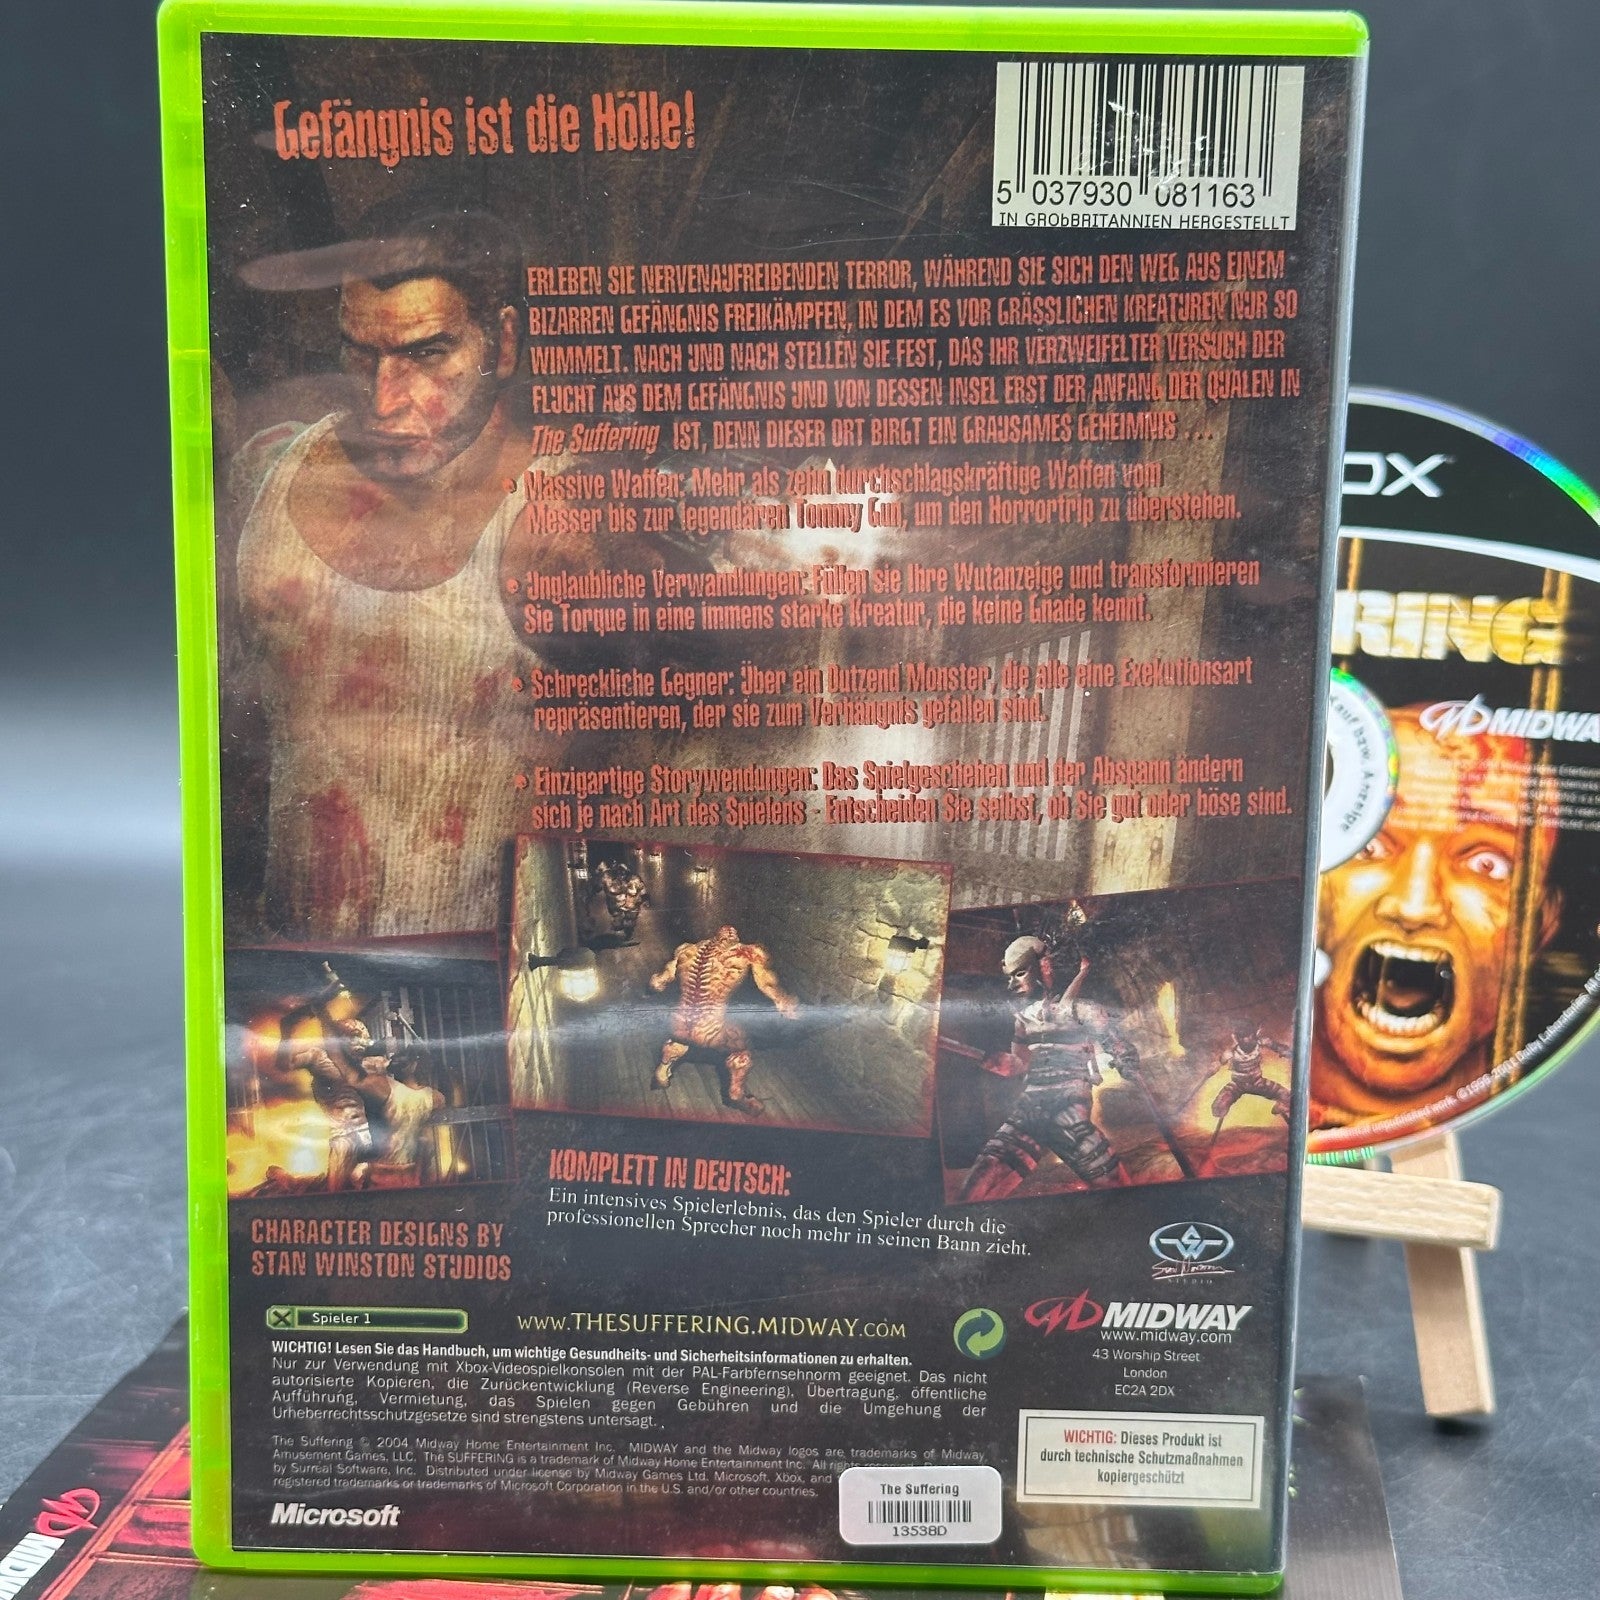 Gefängnis ist die Hölle!
5 037930 081163
IN GRObBRITANNIEN HERGESTELLT
ERLEBEN SIE NERVENAUFREIBENDEN TERROR, WÄHREND SIE SICH DEN WEG AUS EINEM
BIZARREN GEFÄNGNIS FREIKÄMPFEN, IN DEM ES VOR GRÄSSLICHEN KREATUREN NUR SO
WIMMELT. NACH UND NACH STELLEN SIE FEST, DAS IHR VERZWEIFELTER VERSUCH DER
FLUCHT AUS DEM GEFÄNGNIS UND VON DESSEN INSEL ERST DER ANFANG DER QUALEN IN
The Suffering IST, DENN DIESER ORT BIRGT EIN GRAUSAMES GEHEIMNIS ...
• Massive Waffen: Mehr als zehn durchschlagskräftige Waffen vom
Messer bis zur legendären Tommy Gun, um den Horrortrip zu überstehen.
• Unglaubliche Verwandlungen: Füllen sie Ihre Wutanzeige und transformieren
Sie Torque in eine immens starke Kreatur, die keine Gnade kennt.
• Schreckliche Gegner: Über ein Dutzend Monster, die alle eine Exekutionsart
repräsentieren, der sie zum Verhängnis gefallen sind.
• Einzigartige Storywendungen: Das Spielgeschehen und der Abspann ändern
sich je nach Art des Spielens - Entscheiden Sie selbst, ob Sie gut oder böse sind.
KOMPLETT IN DEUTSCH:
Ein intensives Spielerlebnis, das den Spieler durch die
professionellen Sprecher noch mehr in seinen Bann zieht.
CHARACTER DESIGNS BY
STAN WINSTON STUDIOS
STUDIO
Spieler 1
WWW.THESUFFERING.MIDWAY.COM
MIDWAY
www.midway.com
43 Worship Street
London
EC2A 2DX
WICHTIG! Lesen Sie das Handbuch, um wichtige Gesundheits- und Sicherheitsinformationen zu erhalten.
Nur zur Verwendung mit Xbox-Videospielkonsolen mit der PAL-Farbfernsehnorm geeignet. Das nicht
autorisierte Kopieren, die Zurückentwicklung (Reverse Engineering), Übertragung, öffentliche
Aufführung, Vermietung, das Spielen gegen Gebühren und die Umgehung der
Urheberrechtsschutzgesetze sind strengstens untersagt.
The Suffering © 2004 Midway Home Entertainment Inc. MIDWAY and the Midway logos are trademarks of Midway
Amusement Games, LLC. The SUFFERING is a trademark of Midway Home Entertainment Inc. All rights
by Surreal Software, Inc. Distributed under license by Midway Games Ltd. Microsoft, Xbox, and
registered trademarks or trademarks of Microsoft Corporation in the U.S. and/or other countries.
Microsoft
The Suffering
13538D
WICHTIG: Dieses Produkt ist
durch technische Schutzmaßnahmen
kopiergeschützt
OX
RING
MIDWA
Kauf bzw Anzeige
MIDW